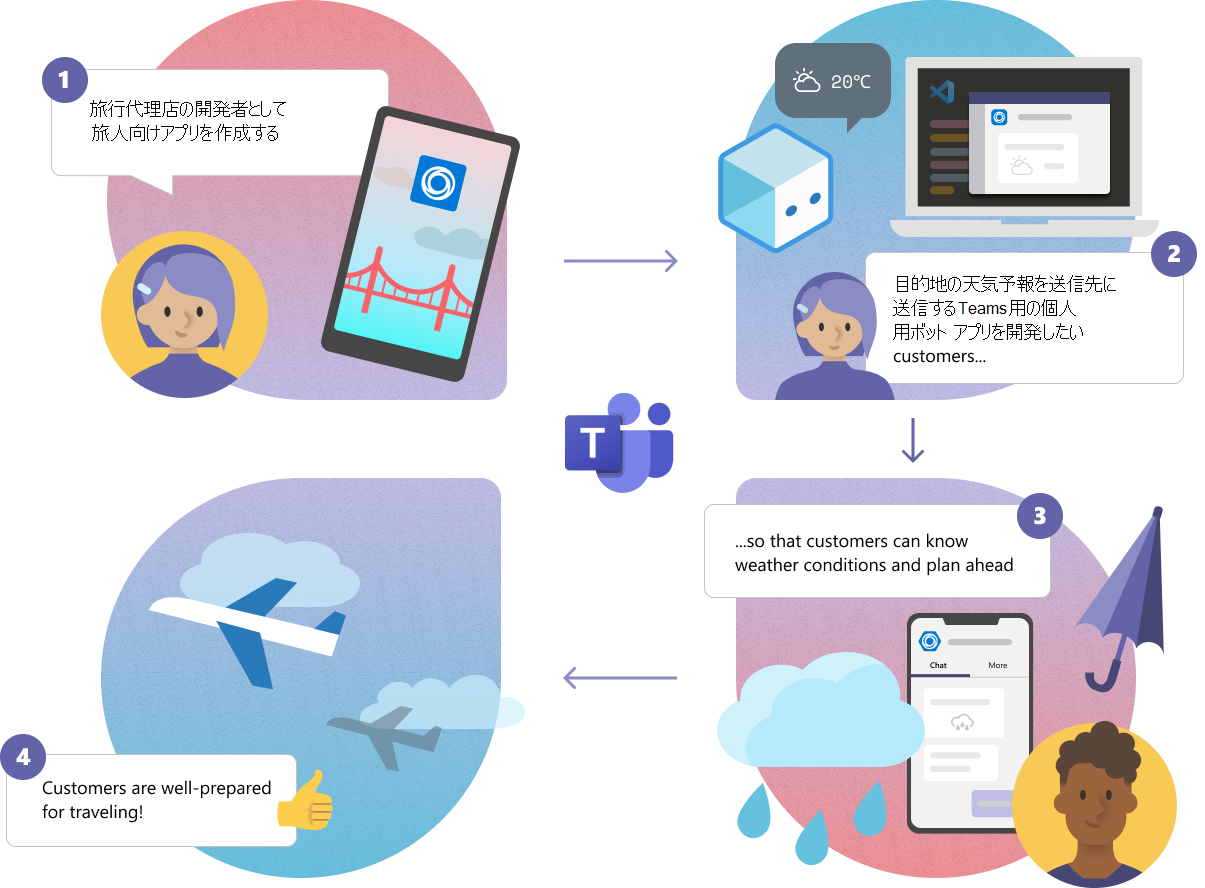 1
旅行代理店の開発者として
旅人向けアプリを作成する
20°C
2
目的地の天気予報を送信先に
送信するTeams用の個人
用ボット アプリを開発したい
customers...
T
3
...so that customers can know
weather conditions and plan ahead
Chat More
4
Customers are well-prepared
for traveling!